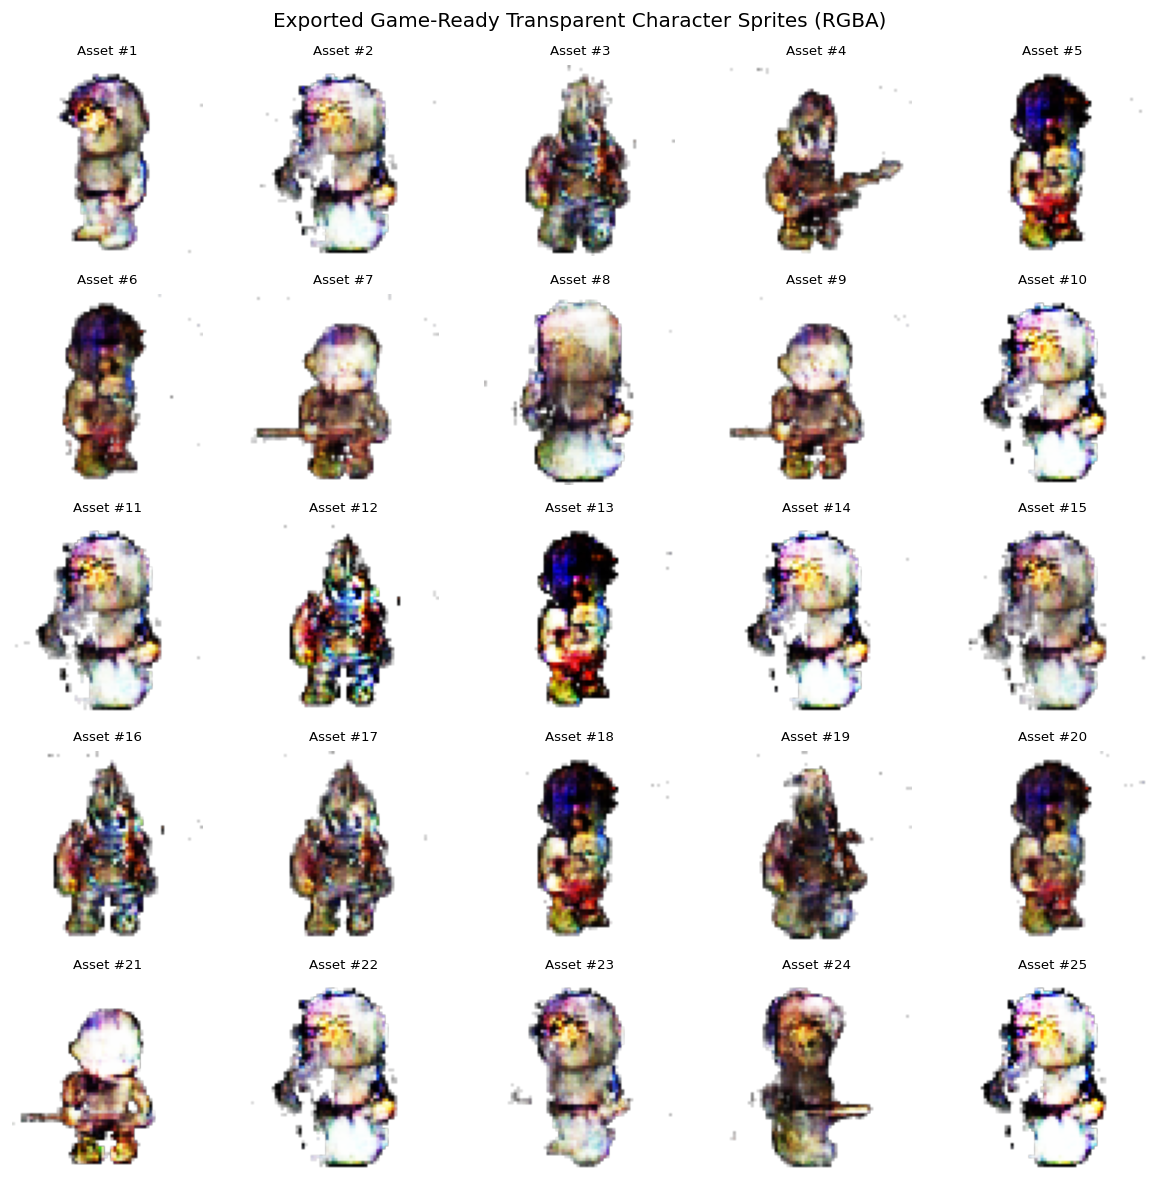 Exported Game-Ready Transparent Character Sprites (RGBA)
Asset #1
Asset #2
Asset #3
Asset #4
Asset #5
Asset #6
Asset #7
Asset #8
Asset #9
Asset #10
Asset #11
Asset #12
Asset #13
Asset #14
Asset #15
Asset #16
Asset #17
Asset #18
Asset #19
Asset #20
Asset #21
Asset #22
Asset #23
Asset #24
Asset #25